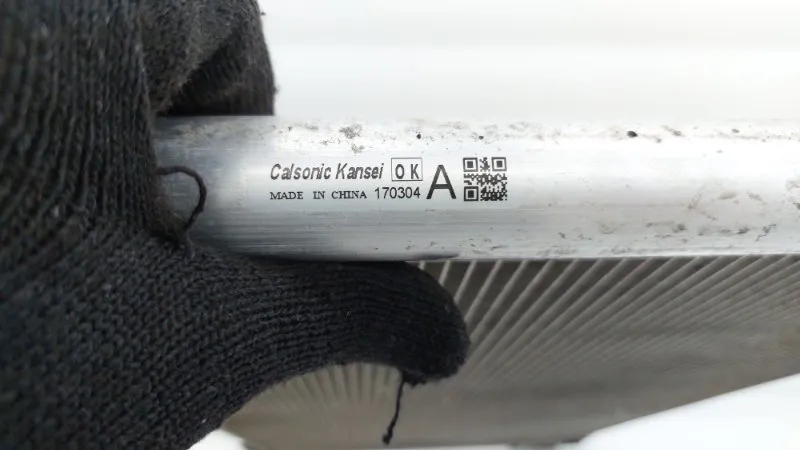 Calsonic Kansei OK A
MADE IN CHINA 170304